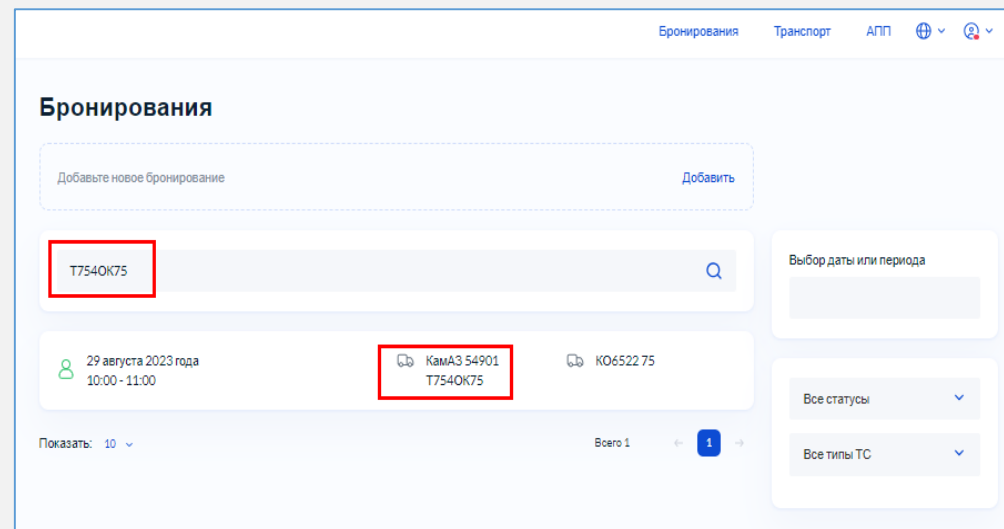 Бронирования Транспорт АПП
Бронирования
Добавьте новое бронирование Добавить
Т754ОК75
Выбор даты или периода
29 августа 2023 года КамАЗ 54901 КО6522 75
10:00 - 11:00 Т754ОК75
Все статусы
Показать: 10 Всего 1 ← 1 →
Все типы ТС